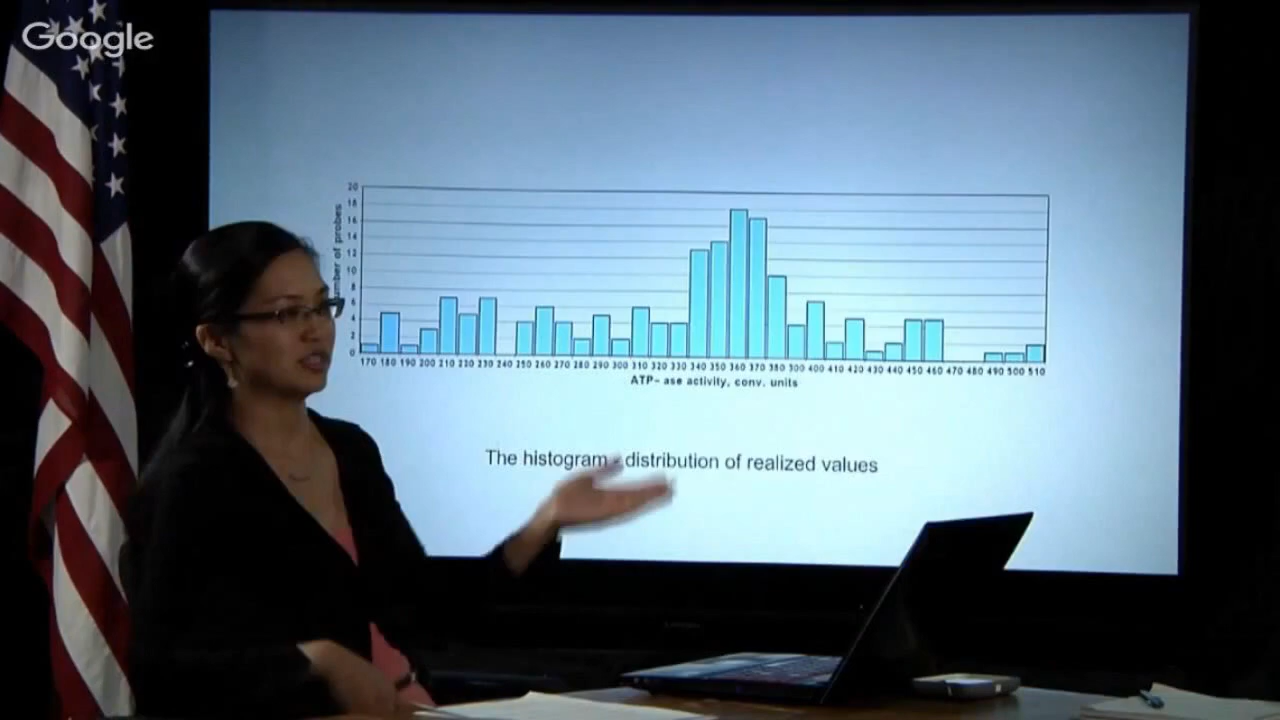 Google
20
18
16
14
12
10
8
6
4
2
0
of probes
170 180 190 200 210 220 230 240 250 260 270 280 290 300 310 320 330 340 350 360 370 380 300 400 410 420 430 440 450 460 470 480 490 500 510
ATP- ase activity, conv. units
The histogram - distribution of realized values